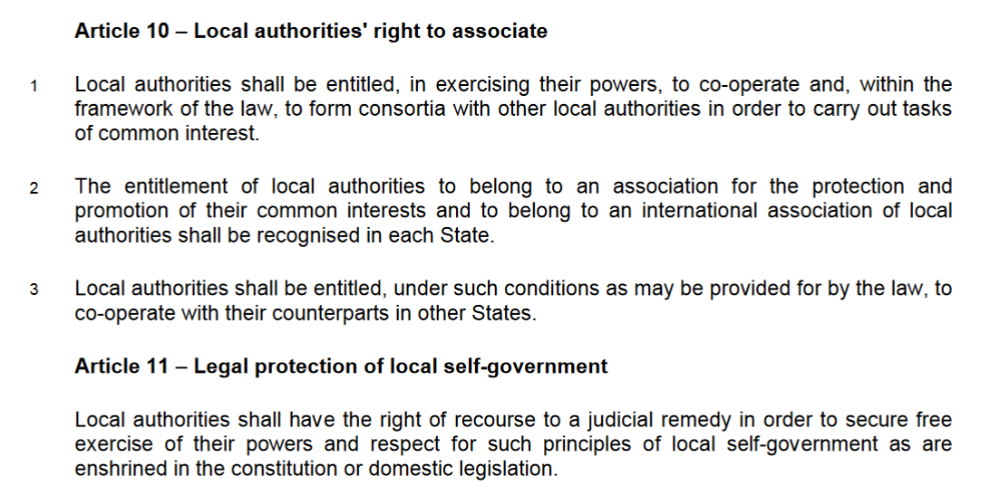 Article 10 – Local authorities' right to associate
1 Local authorities shall be entitled, in exercising their powers, to co-operate and, within the
framework of the law, to form consortia with other local authorities in order to carry out tasks
of common interest.
2 The entitlement of local authorities to belong to an association for the protection and
promotion of their common interests and to belong to an international association of local
authorities shall be recognised in each State.
3 Local authorities shall be entitled, under such conditions as may be provided for by the law, to
co-operate with their counterparts in other States.
Article 11 – Legal protection of local self-government
Local authorities shall have the right of recourse to a judicial remedy in order to secure free
exercise of their powers and respect for such principles of local self-government as are
enshrined in the constitution or domestic legislation.